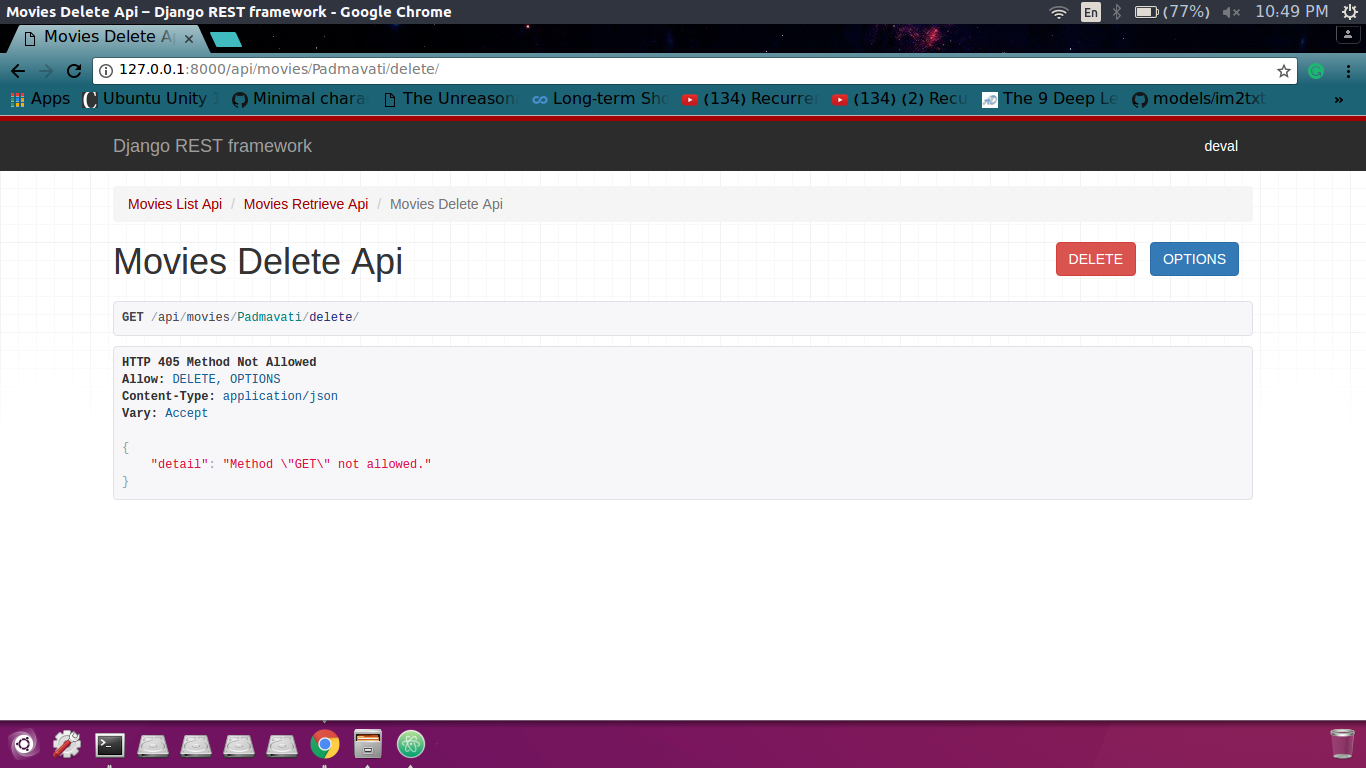 Movies Delete Api – Django REST framework - Google Chrome
En
(77%)
10:49 PM
Movies Delete A
127.0.0.1:8000/api/movies/Padmavati/delete/
Apps
Ubuntu Unity
Minimal chara
The Unreason
Long-term Sho
(134) Recurre
(134) (2) Recu
The 9 Deep Le
models/im2txt
»
Django REST framework
deval
Movies List Api / Movies Retrieve Api / Movies Delete Api
Movies Delete Api
DELETE
OPTIONS
GET /api/movies/Padmavati/delete/
HTTP 405 Method Not Allowed
Allow: DELETE, OPTIONS
Content-Type: application/json
Vary: Accept
{
"detail": "Method \"GET\" not allowed."
}